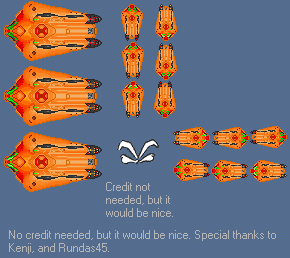 Credit not
needed, but it
would be nice.
No credit needed, but it would be nice. Special thanks to
Kenji, and Rundas45.